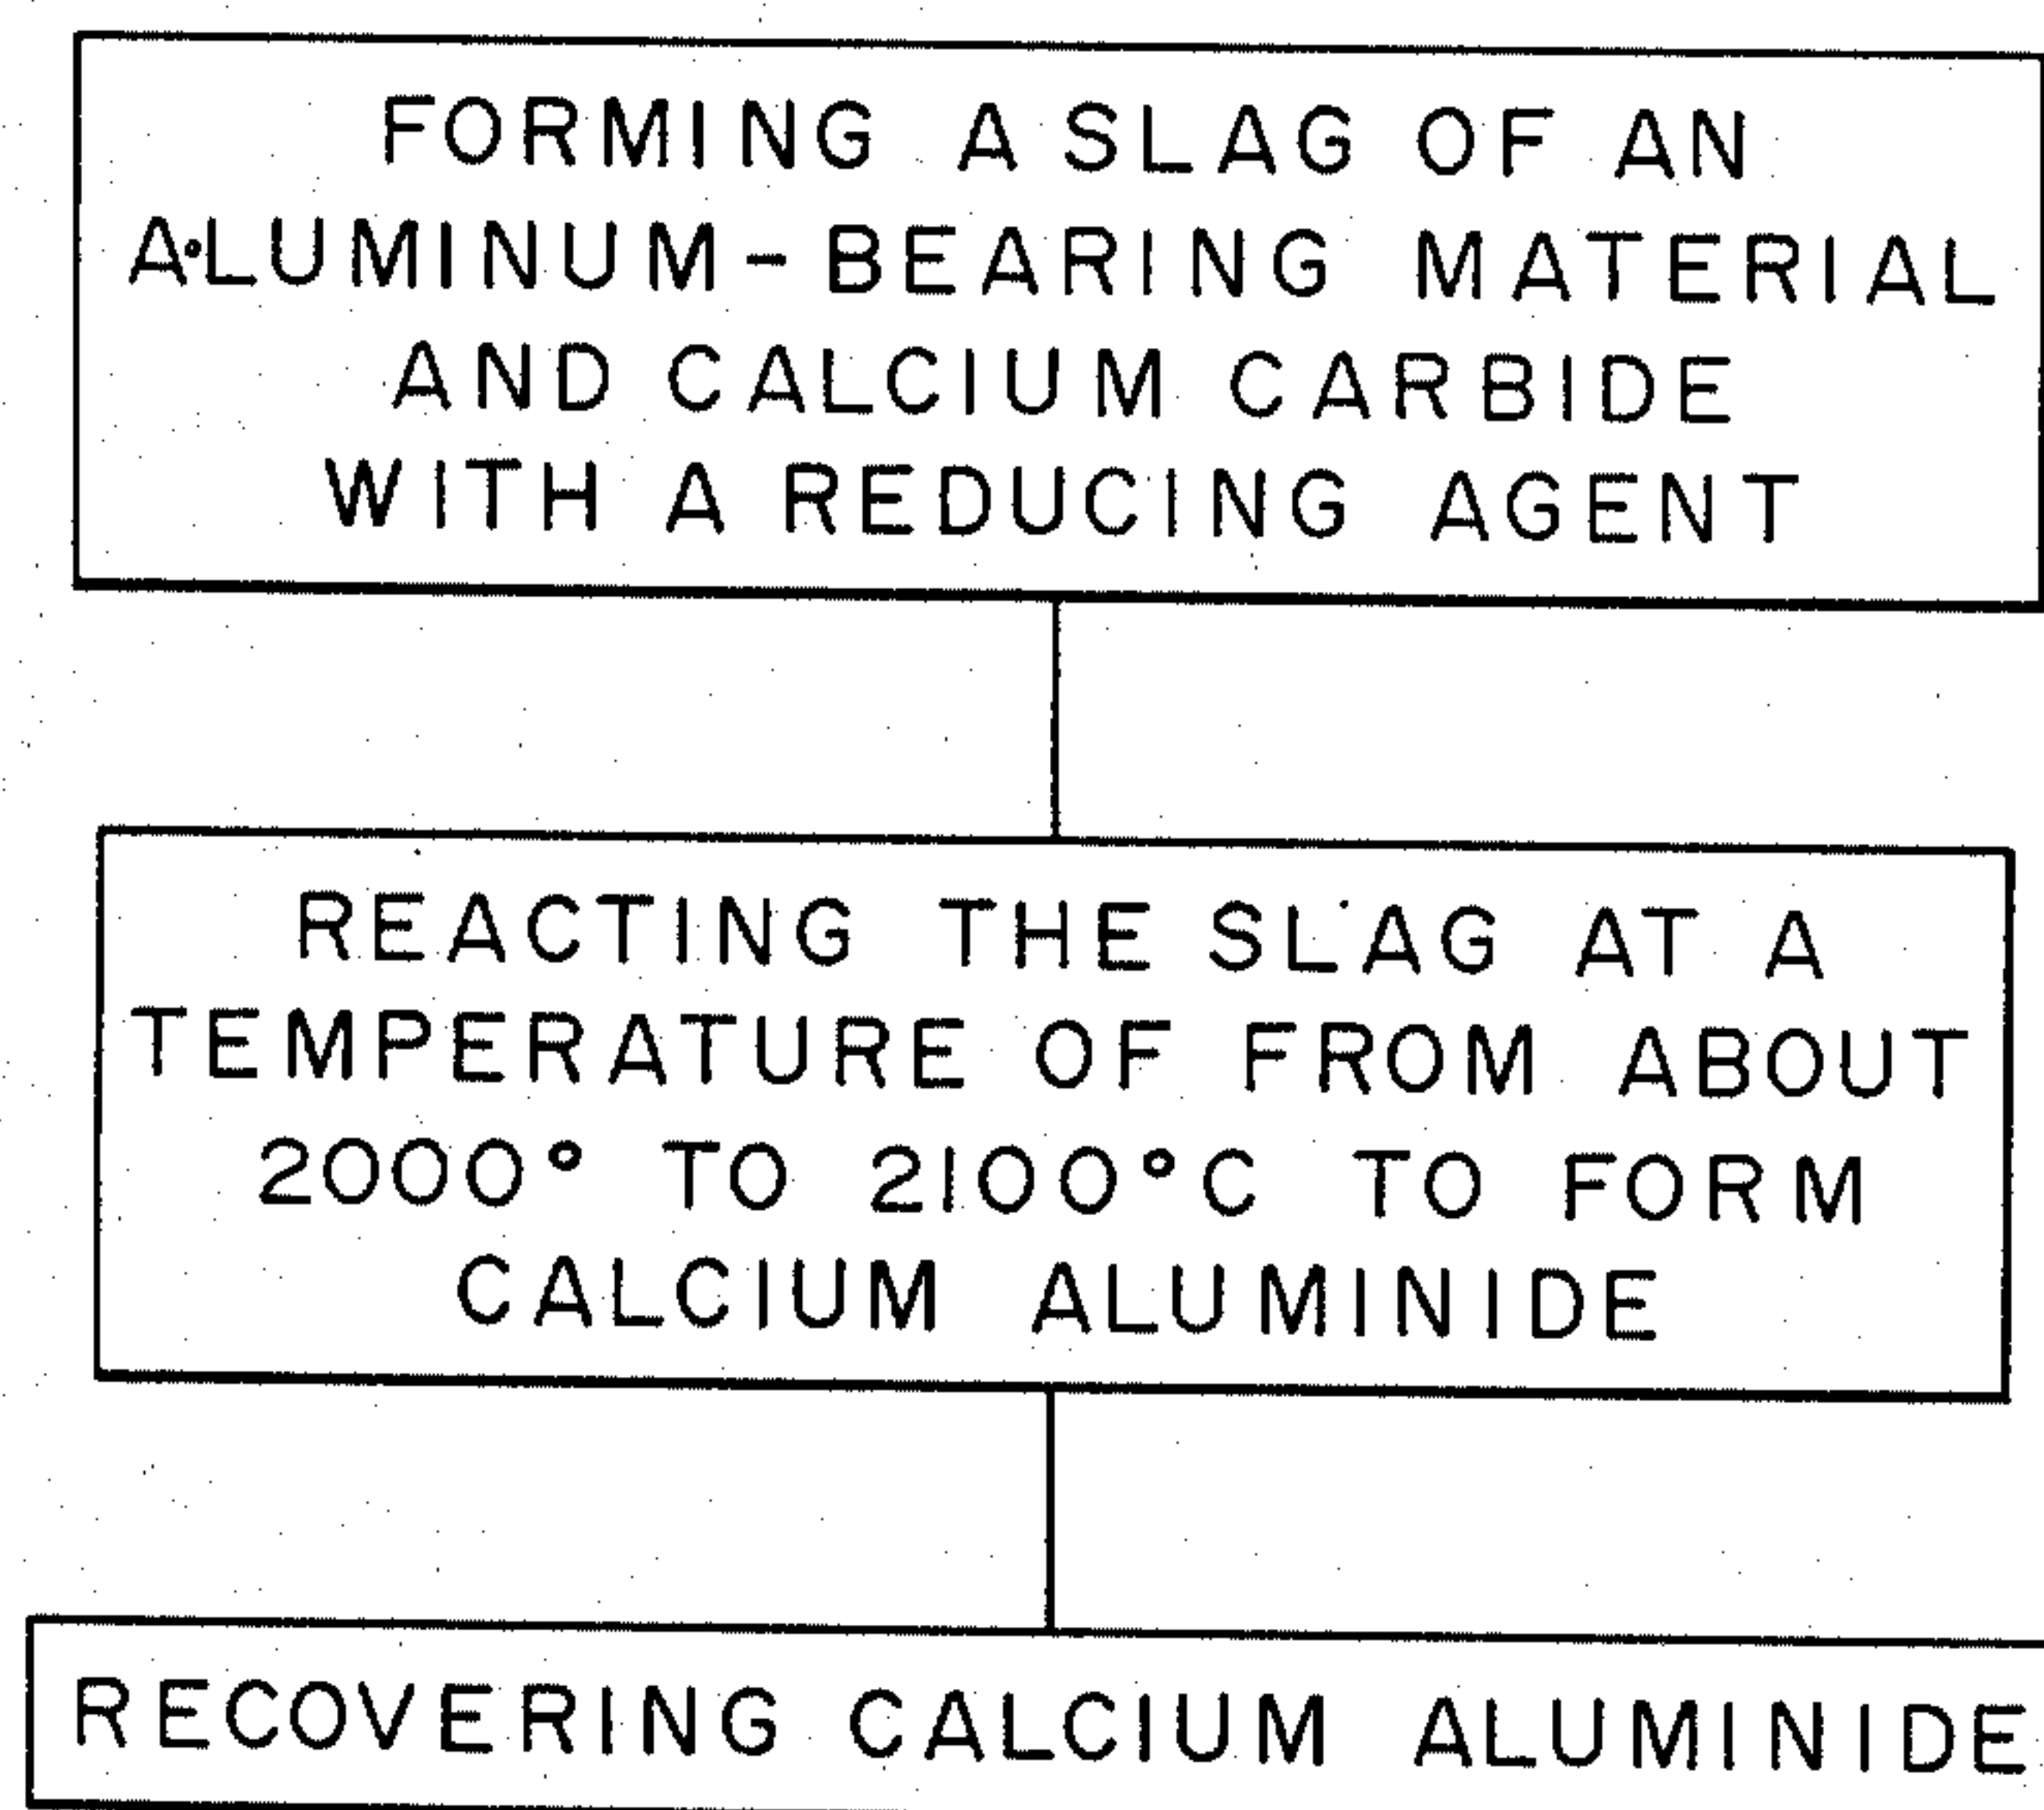 FORMING A SLAG OF AN
ALUMINUM-BEARING MATERIAL
AND CALCIUM CARBIDE
WITH A REDUCING AGENT
REACTING THE SLAG AT A
TEMPERATURE OF FROM ABOUT
2000° TO 2100°C TO FORM
CALCIUM ALUMINIDE
RECOVERING CALCIUM ALUMINIDE